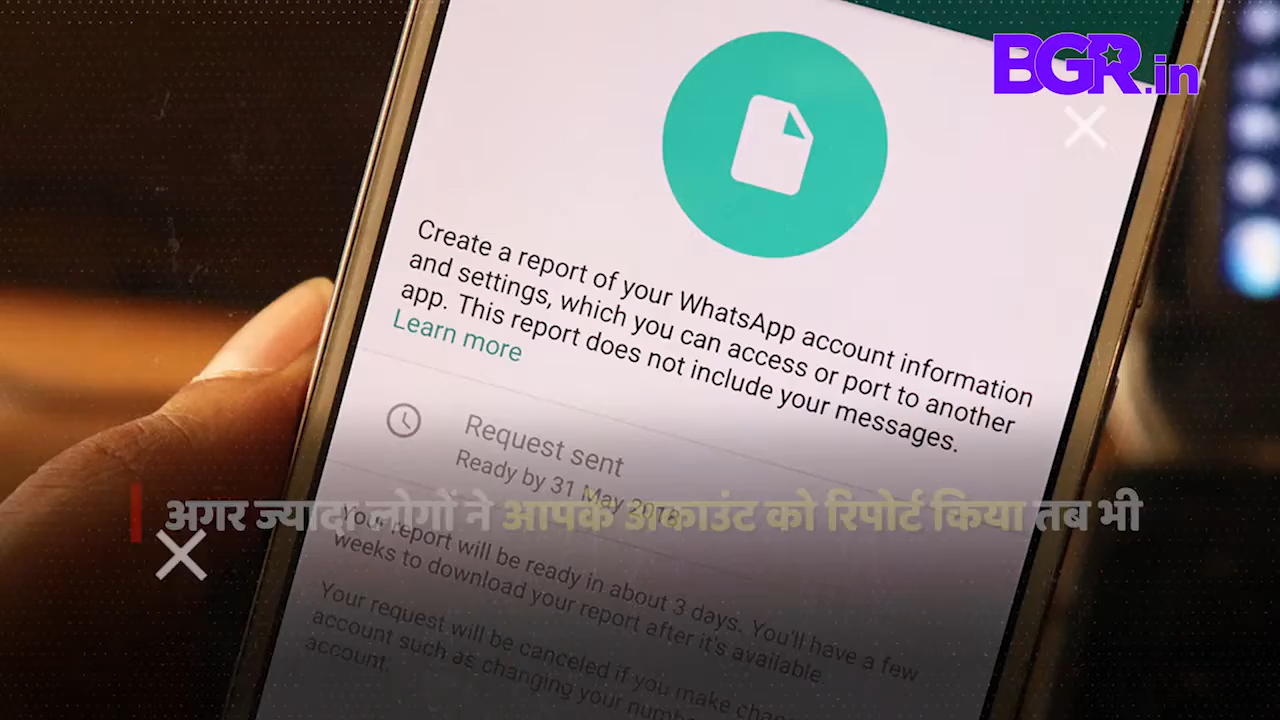 BGR.in
Create a report of your WhatsApp account information
and settings, which you can access or port to another
app. This report does not include your messages.
Learn more
Request sent
Ready by 31 May 2018
अगर ज्यादा लोगों ने आपके अकाउंट को रिपोर्ट किया तब भी
Your report will be ready in about 3 days. You'll have a few
weeks to download your report after it's available.
Your request will be canceled if you make
account such as changing your
account.